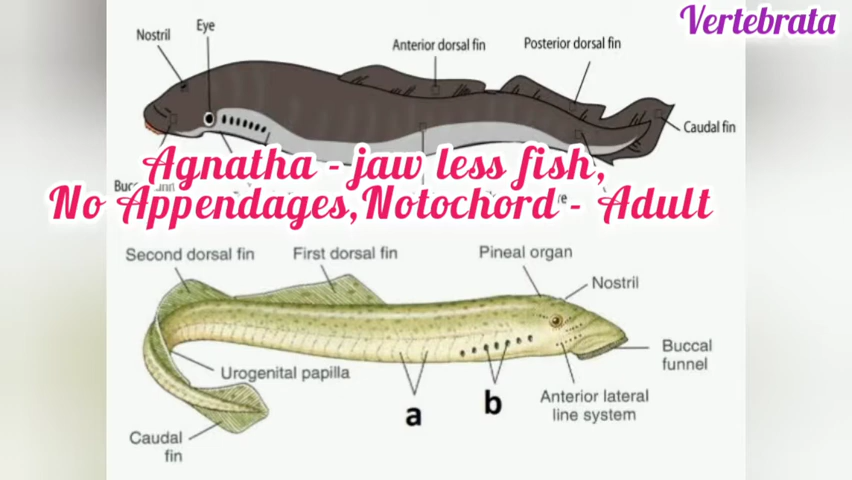 Vertebrata
Nostril
Eye
Anterior dorsal fin
Posterior dorsal fin
Caudal fin
Agnatha - jaw less fish,
No Appendages,Notochord - Adult
Second dorsal fin
First dorsal fin
Pineal organ
Nostril
Buccal
funnel
Urogenital papilla
a
b
Anterior lateral
line system
Caudal
fin